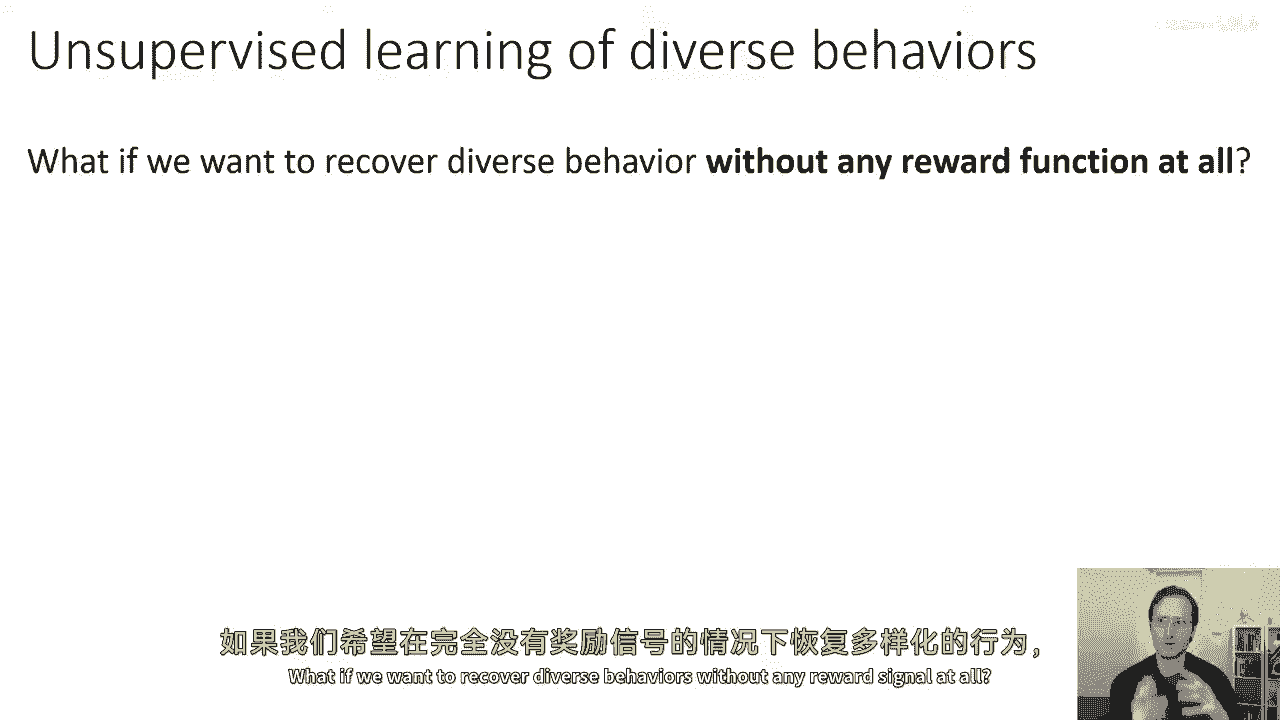 Unsupervised learning of diverse behaviors
What if we want to recover diverse behavior without any reward function at all?
如果我们希望在完全没有奖励信号的情况下恢复多样化的行为，
What if we want to recover diverse behaviors without any reward signal at all?